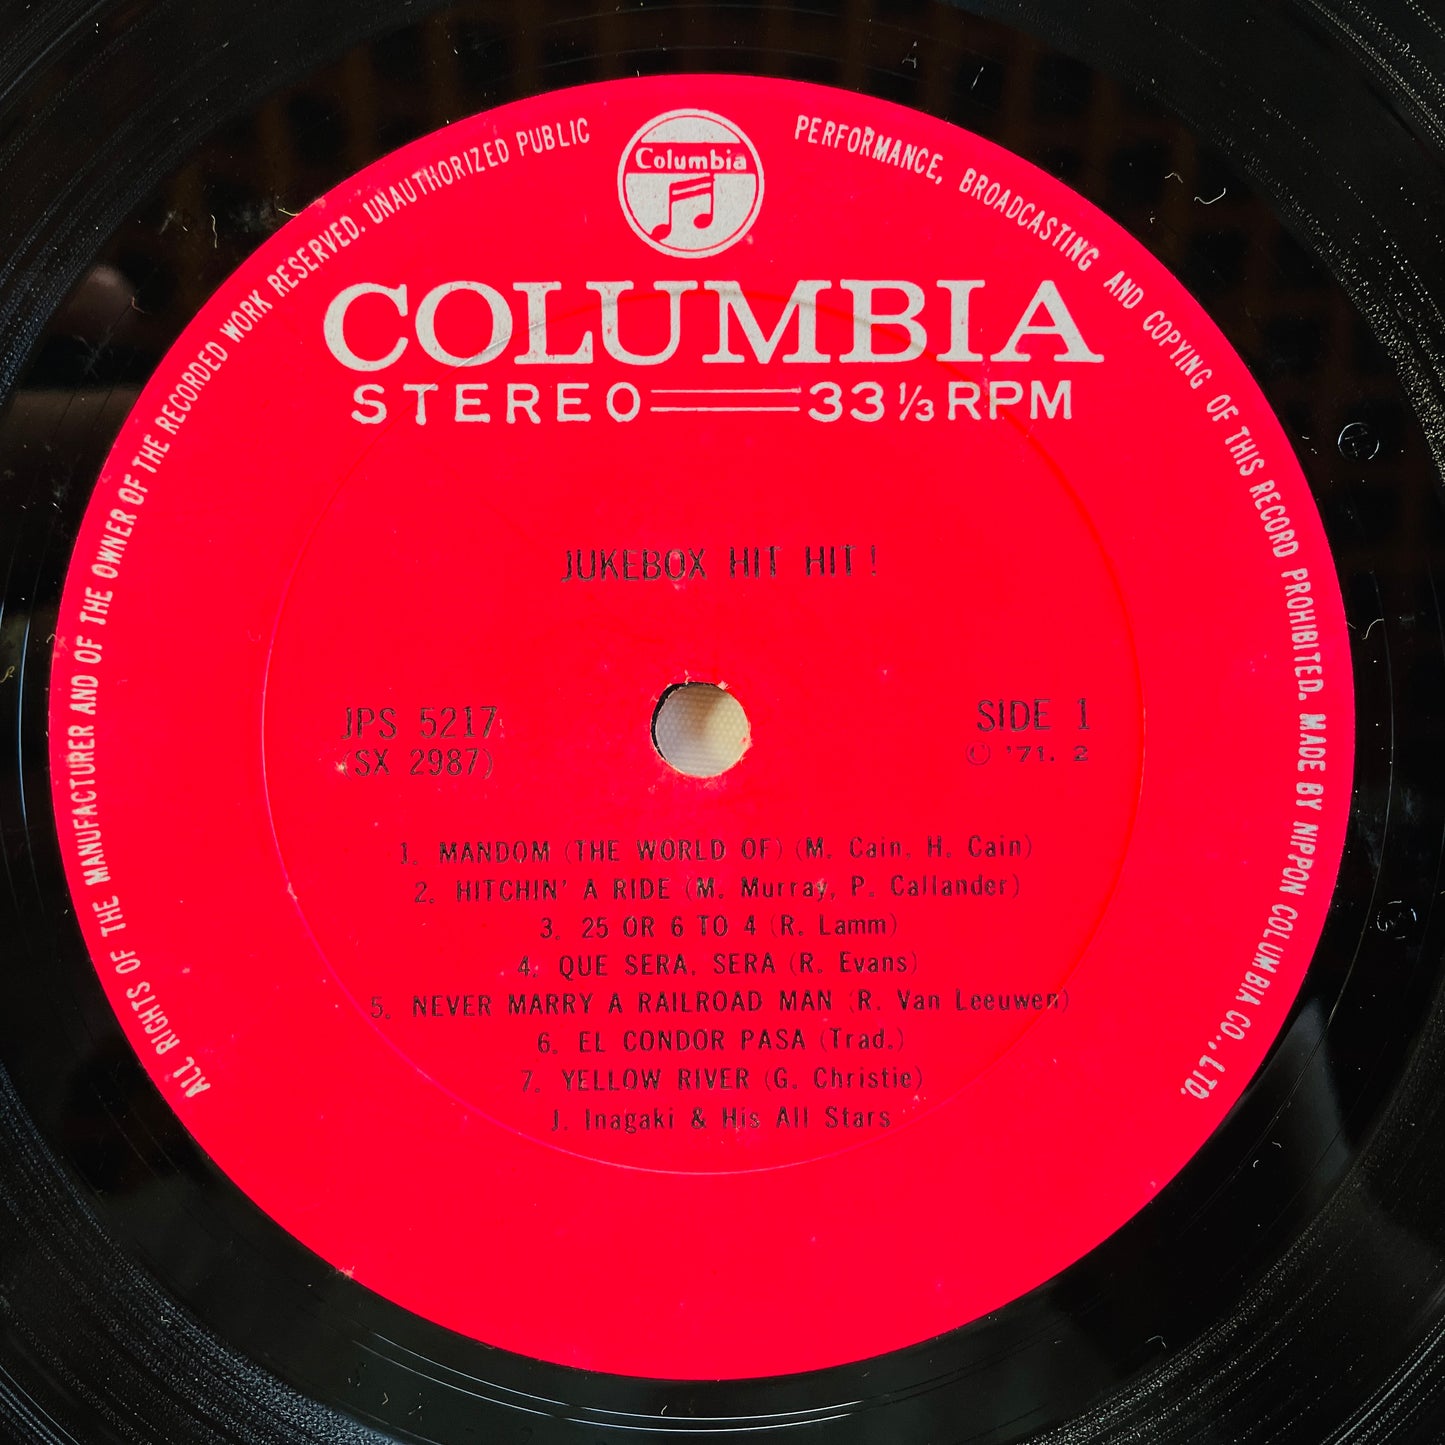 ALL RIGHTS OF THE MANUFACTURER AND OF THE OWNER OF THE RECORDED WORK RESERVED. UNAUTHORIZED PUBLIC PERFORMANCE, BROADCASTING AND COPYING OF THIS RECORD PROHIBITED. MADE BY NIPPON COLUMBIA CO., LTD.
Columbia
COLUMBIA
STEREO 33 1/3 RPM
JUKEBOX HIT HIT!
JPS 5217
(SX 2987)
SIDE 1
© '71. 2
1. MANDOM (THE WORLD OF) (M. Cain, H. Cain)
2. HITCHIN' A RIDE (M. Murray, P. Callander)
3. 25 OR 6 TO 4 (R. Lamm)
4. QUE SERA, SERA (R. Evans)
5. NEVER MARRY A RAILROAD MAN (R. Van Leeuwen)
6. EL CONDOR PASA (Trad.)
7. YELLOW RIVER (G. Christie)
J. Inagaki & His All Stars